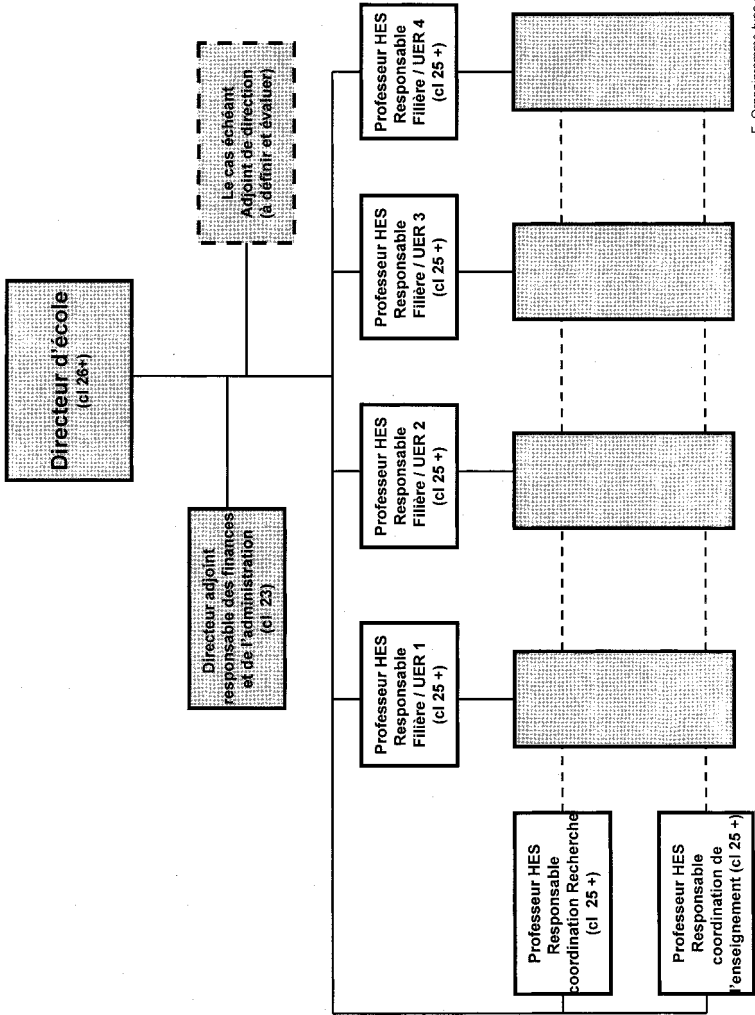 Directeur d'école
(cl 26+)
Directeur adjoint
responsable des finances
et de l'administration
(cl 23)
Le cas échéant
Adjoint de direction
(à définir et évaluer)
Professeur HES
Responsable
Filière / UER 1
(cl 25 +)
Professeur HES
Responsable
Filière / UER 2
(cl 25 +)
Professeur HES
Responsable
Filière / UER 3
(cl 25 +)
Professeur HES
Responsable
Filière / UER 4
(cl 25 +)
Professeur HES
Responsable
coordination Recherche
(cl 25 +)
Professeur HES
Responsable
coordination de
l'enseignement (cl 25 +)